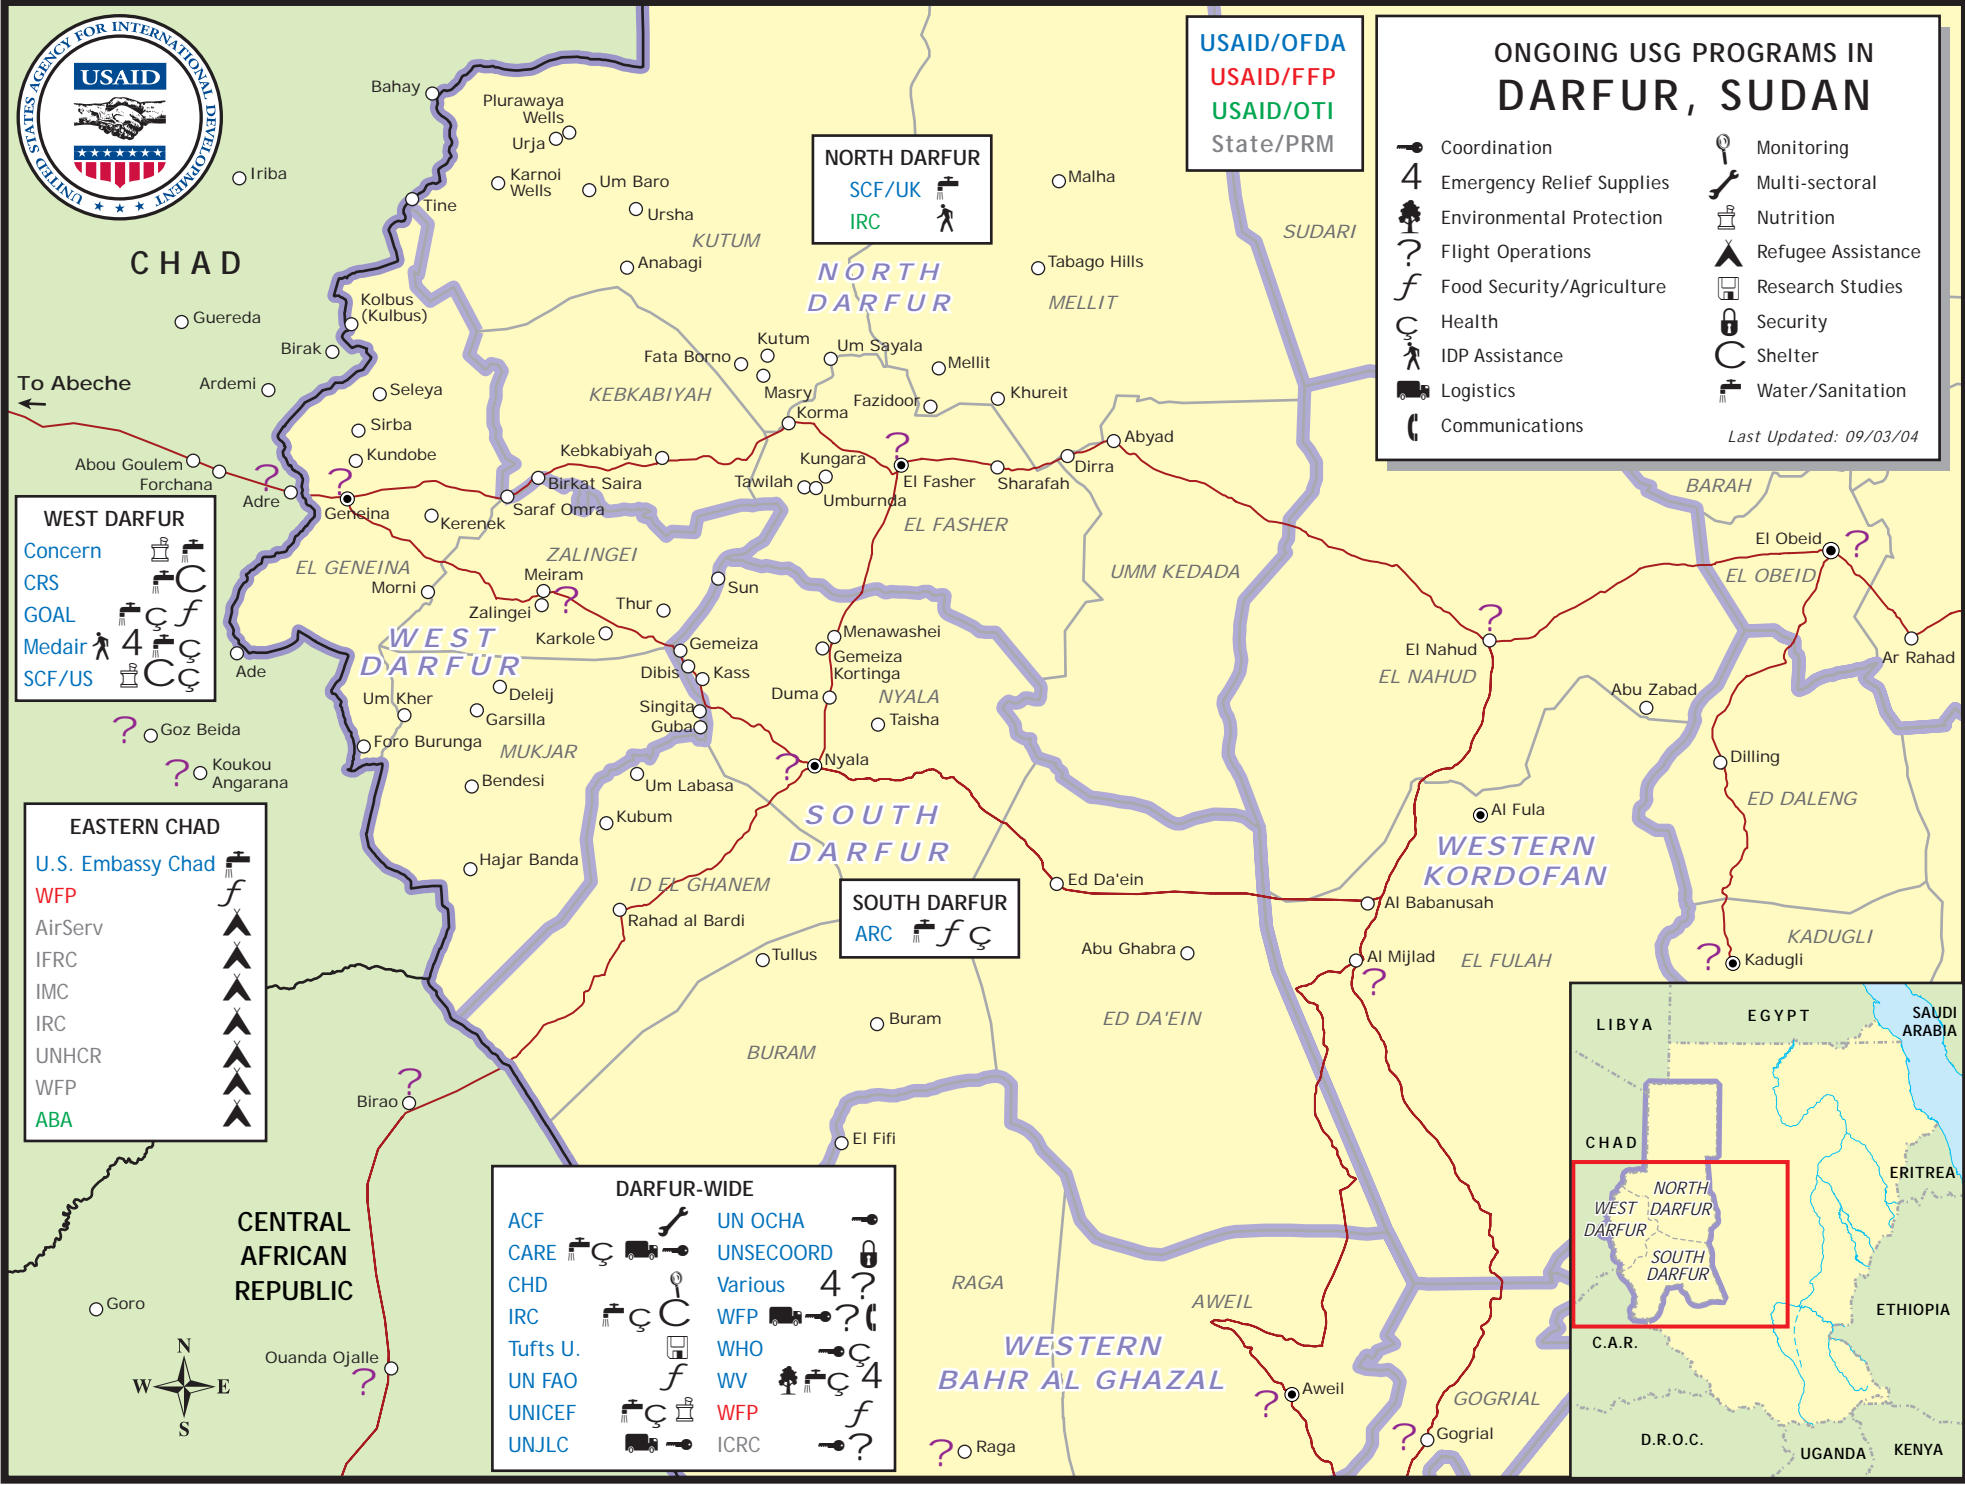 UNITED STATES AGENCY FOR INTERNATIONAL DEVELOPMENT
USAID
USAID/OFDA
USAID/FFP
USAID/OTI
State/PRM
ONGOING USG PROGRAMS IN
DARFUR, SUDAN
Coordination
Emergency Relief Supplies
Environmental Protection
Flight Operations
Food Security/Agriculture
Health
IDP Assistance
Logistics
Communications
Monitoring
Multi-sectoral
Nutrition
Refugee Assistance
Research Studies
Security
Shelter
Water/Sanitation
Last Updated: 09/03/04
NORTH DARFUR
SCF/UK
IRC
Bahay
Plurawaya
Wells
Urja
Karnoi
Wells
Um Baro
Ursha
Iriba
Tine
Malha
SUDARI
KUTUM
CHAD
Anabagi
NORTH
DARFUR
Tabago Hills
MELLIT
Kolbus
(Kulbus)
Guereda
Birak
Kutum
Um Sayala
Fata Borno
Mellit
Masry
To Abeche
Ardemi
Seleya
KEBKABIYAH
Fazidoor
Khureit
Korma
Sirba
Abyad
Kundobe
Kebkabiyah
Kungara
Dirra
Abou Goulem
Forchana
Adre
Birkat Saira
Tawilah
Umburnda
El Fasher
Sharafah
BARAH
Geneina
Saraf Omra
Kerenek
EL FASHER
El Obeid
EL OBEID
WEST DARFUR
Concern
CRS
GOAL
Medair
SCF/US
EL GENEINA
ZALINGEI
Morni
Meiram
Zalingei
Sun
Thur
UMM KEDADA
Karkole
Gemeiza
Menawashei
Gemeiza
Kortinga
El Nahud
EL NAHUD
Ar Rahad
WEST
DARFUR
Ade
Dibis
Kass
Um Kher
Deleij
Garsilla
Singita
Guba
Duma
NYALA
Taisha
Abu Zabad
Goz Beida
Foro Burunga
MUKJAR
Koukou
Angarana
Nyala
Dilling
Bendesi
Um Labasa
Kubum
SOUTH
DARFUR
Al Fula
ED DALENG
WESTERN
KORDOFAN
Hajar Banda
ID EL GHANEM
Ed Da'ein
Al Babanusah
Rahad al Bardi
SOUTH DARFUR
ARC
EASTERN CHAD
U.S. Embassy Chad
WFP
AirServ
IFRC
IMC
IRC
UNHCR
WFP
ABA
Tullus
Abu Ghabra
Al Mijlad
EL FULAH
KADUGLI
Kadugli
Buram
ED DA'EIN
BURAM
Birao
El Fifi
CENTRAL
AFRICAN
REPUBLIC
Goro
Ouanda Ojalle
N
W
E
S
DARFUR-WIDE
ACF
CARE
CHD
IRC
Tufts U.
UN FAO
UNICEF
UNJLC
UN OCHA
UNSECOORD
Various
WFP
WHO
WV
WFP
ICRC
RAGA
AWEIL
WESTERN
BAHR AL GHAZAL
Aweil
GOGRIAL
Gogrial
Raga
LIBYA
EGYPT
SAUDI
ARABIA
CHAD
ERITREA
NORTH
DARFUR
WEST
DARFUR
SOUTH
DARFUR
ETHIOPIA
C.A.R.
D.R.O.C.
UGANDA
KENYA